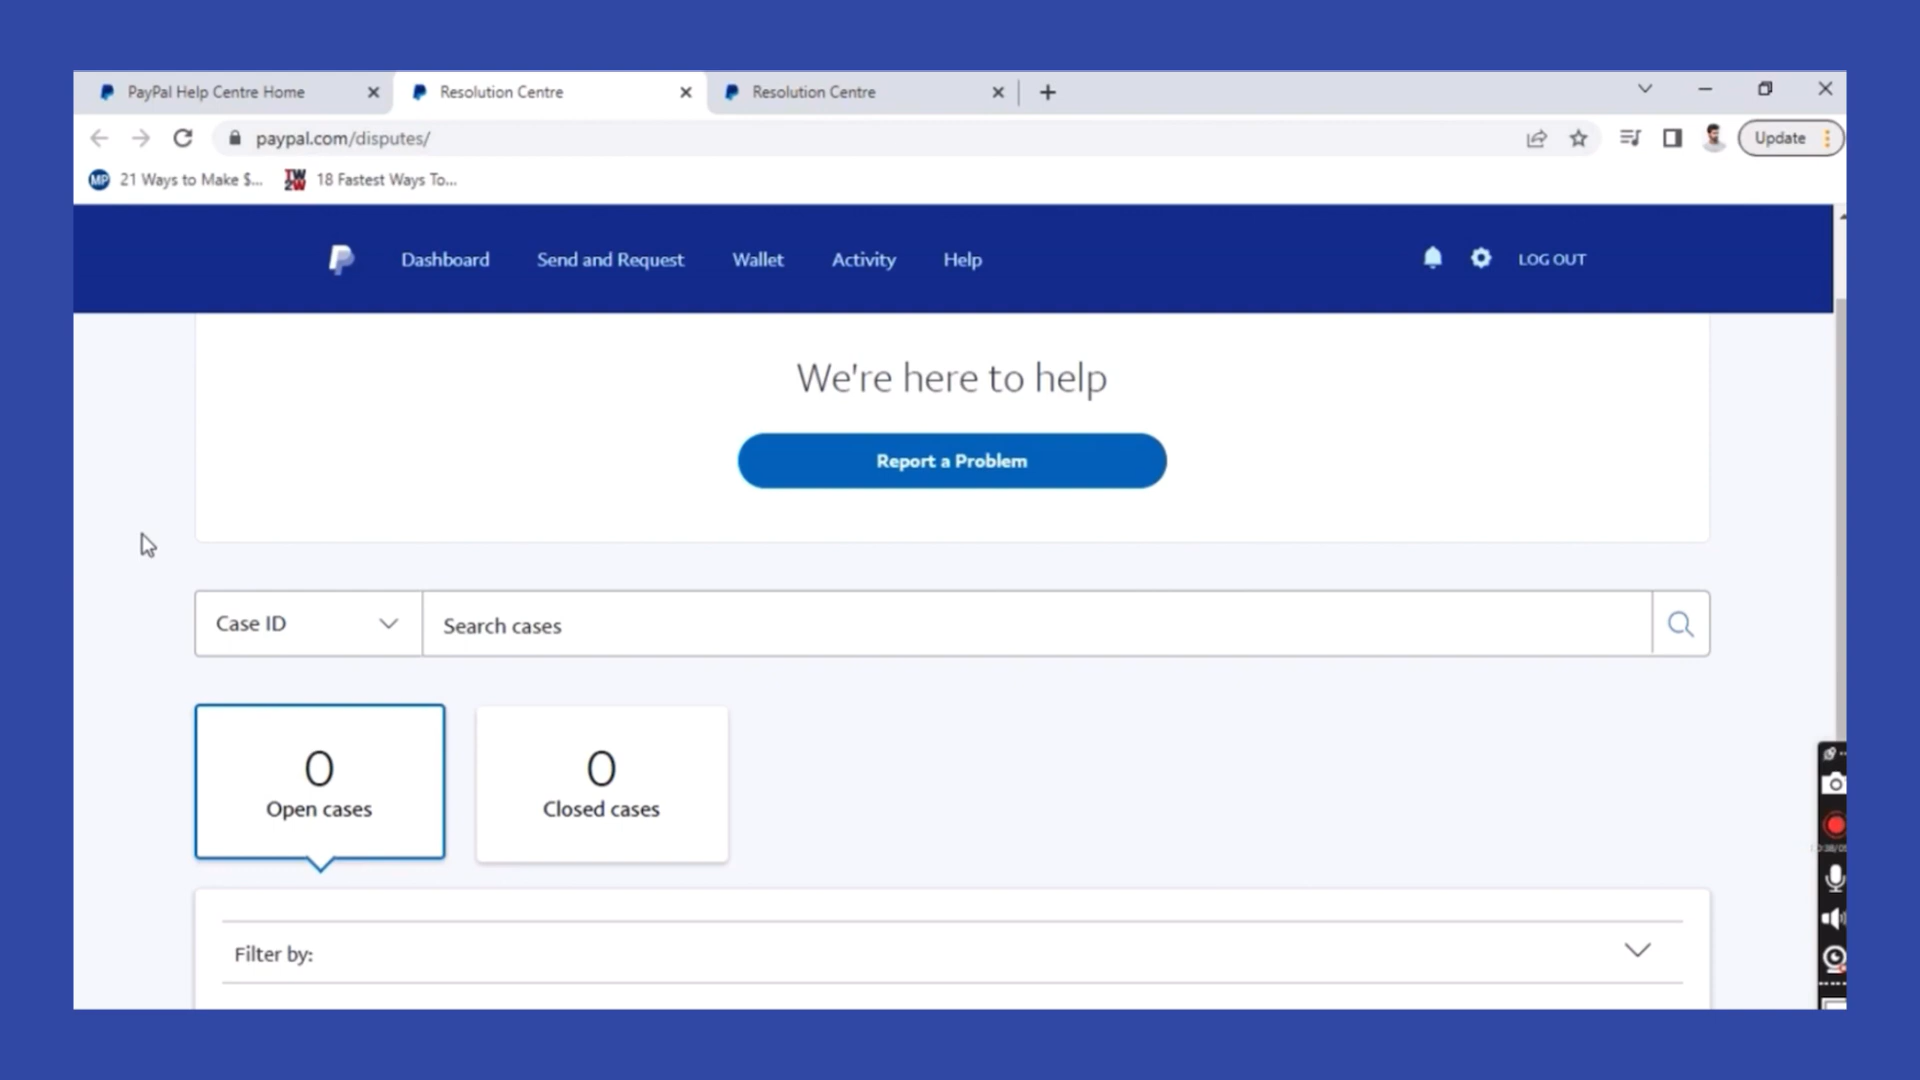 PayPal Help Centre Home
Resolution Centre
Resolution Centre
paypal.com/disputes/
Update
MP 21 Ways to Make $...
18 Fastest Ways To...
Dashboard Send and Request Wallet Activity Help LOG OUT
We're here to help
Report a Problem
Case ID
Search cases
0
Open cases
0
Closed cases
Filter by: